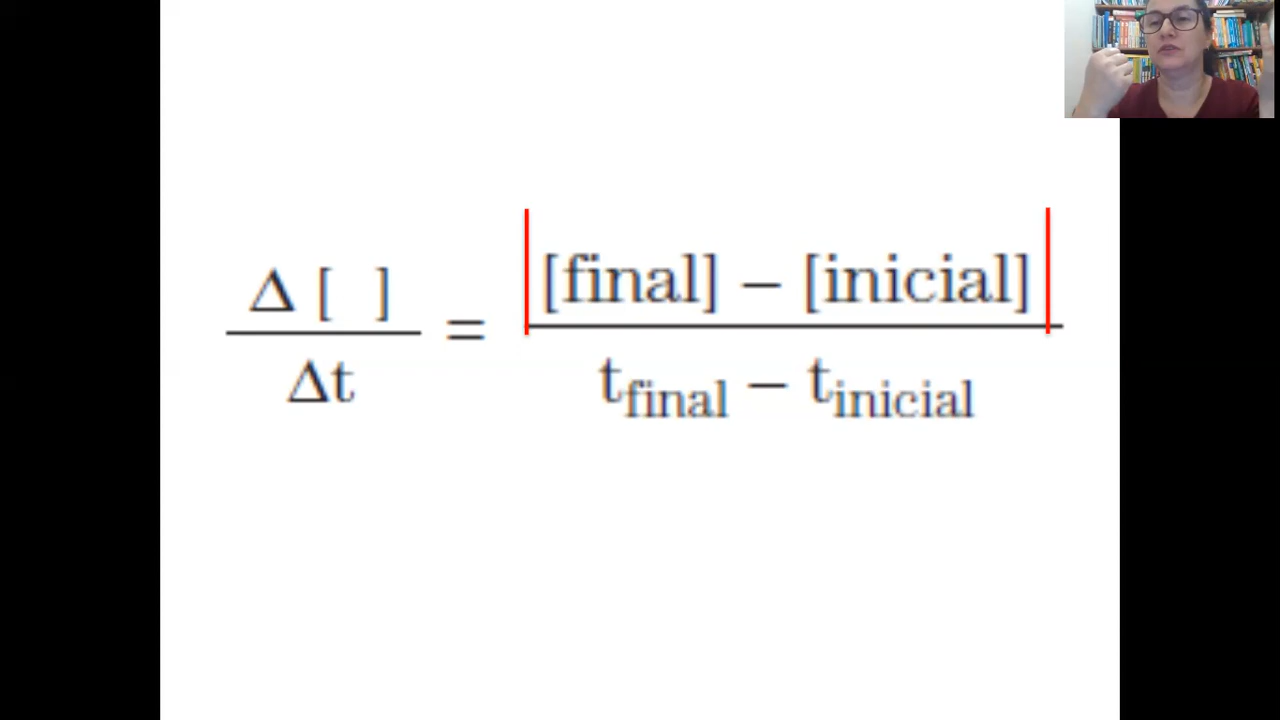 Δ [ ] / Δt = |[final] – [inicial]| / t_final – t_inicial